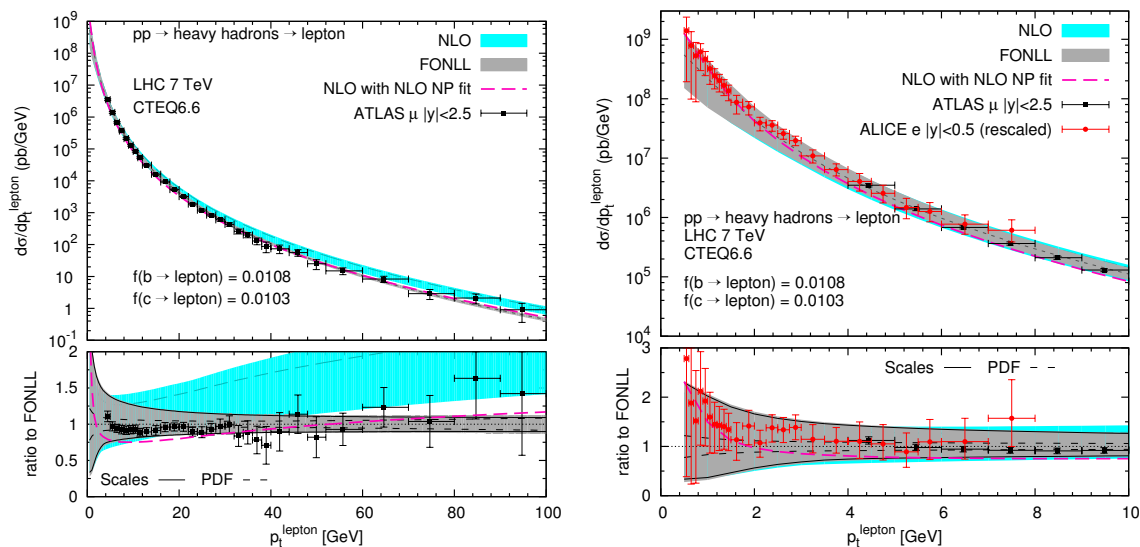 10^9
10^8
10^7
10^6
10^5
10^4
10^3
10^2
10^1
1
10^-1
dσ/dp_t^lepton (pb/GeV)
pp → heavy hadrons → lepton
LHC 7 TeV
CTEQ6.6
NLO
FONLL
NLO with NLO NP fit
ATLAS μ |y|<2.5
f(b → lepton) = 0.0108
f(c → lepton) = 0.0103
2
1.5
1
0.5
0
ratio to FONLL
Scales PDF
0 20 40 60 80 100
p_t^lepton [GeV]
10^9
10^8
10^7
10^6
10^5
10^4
dσ/dp_t^lepton (pb/GeV)
NLO
FONLL
NLO with NLO NP fit
ATLAS μ |y|<2.5
ALICE e |y|<0.5 (rescaled)
pp → heavy hadrons → lepton
LHC 7 TeV
CTEQ6.6
f(b → lepton) = 0.0108
f(c → lepton) = 0.0103
3
2
1
0
ratio to FONLL
Scales PDF
0 2 4 6 8 10
p_t^lepton [GeV]